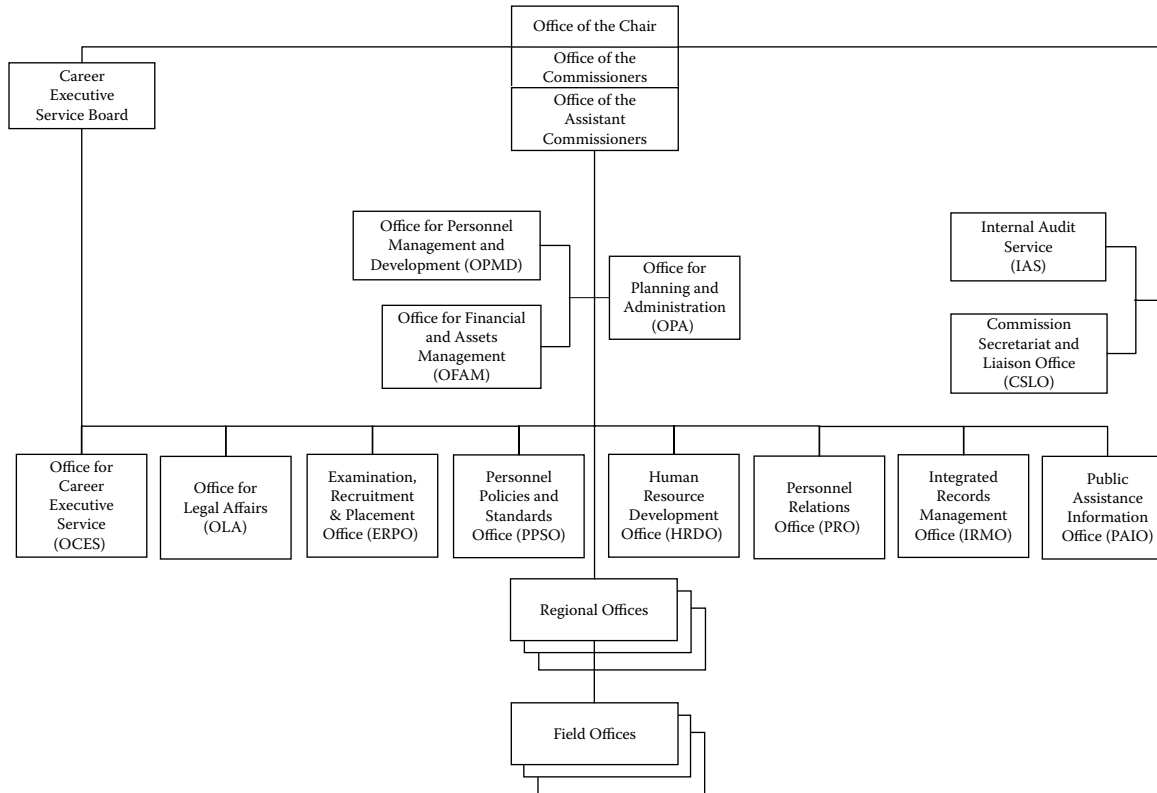 Office of the Chair
Office of the
Commissioners
Career
Executive
Service Board
Office of the
Assistant
Commissioners
Office for Personnel
Management and
Development (OPMD)
Internal Audit
Service
(IAS)
Office for
Planning and
Administration
(OPA)
Office for Financial
and Assets
Management
(OFAM)
Commission
Secretariat and
Liaison Office
(CSLO)
Office for
Career
Executive
Service
(OCES)
Office for
Legal Affairs
(OLA)
Examination,
Recruitment
& Placement
Office (ERPO)
Personnel
Policies and
Standards
Office (PPSO)
Human
Resource
Development
Office (HRDO)
Personnel
Relations
Office (PRO)
Integrated
Records
Management
Office (IRMO)
Public
Assistance
Information
Office (PAIO)
Regional Offices
Field Offices